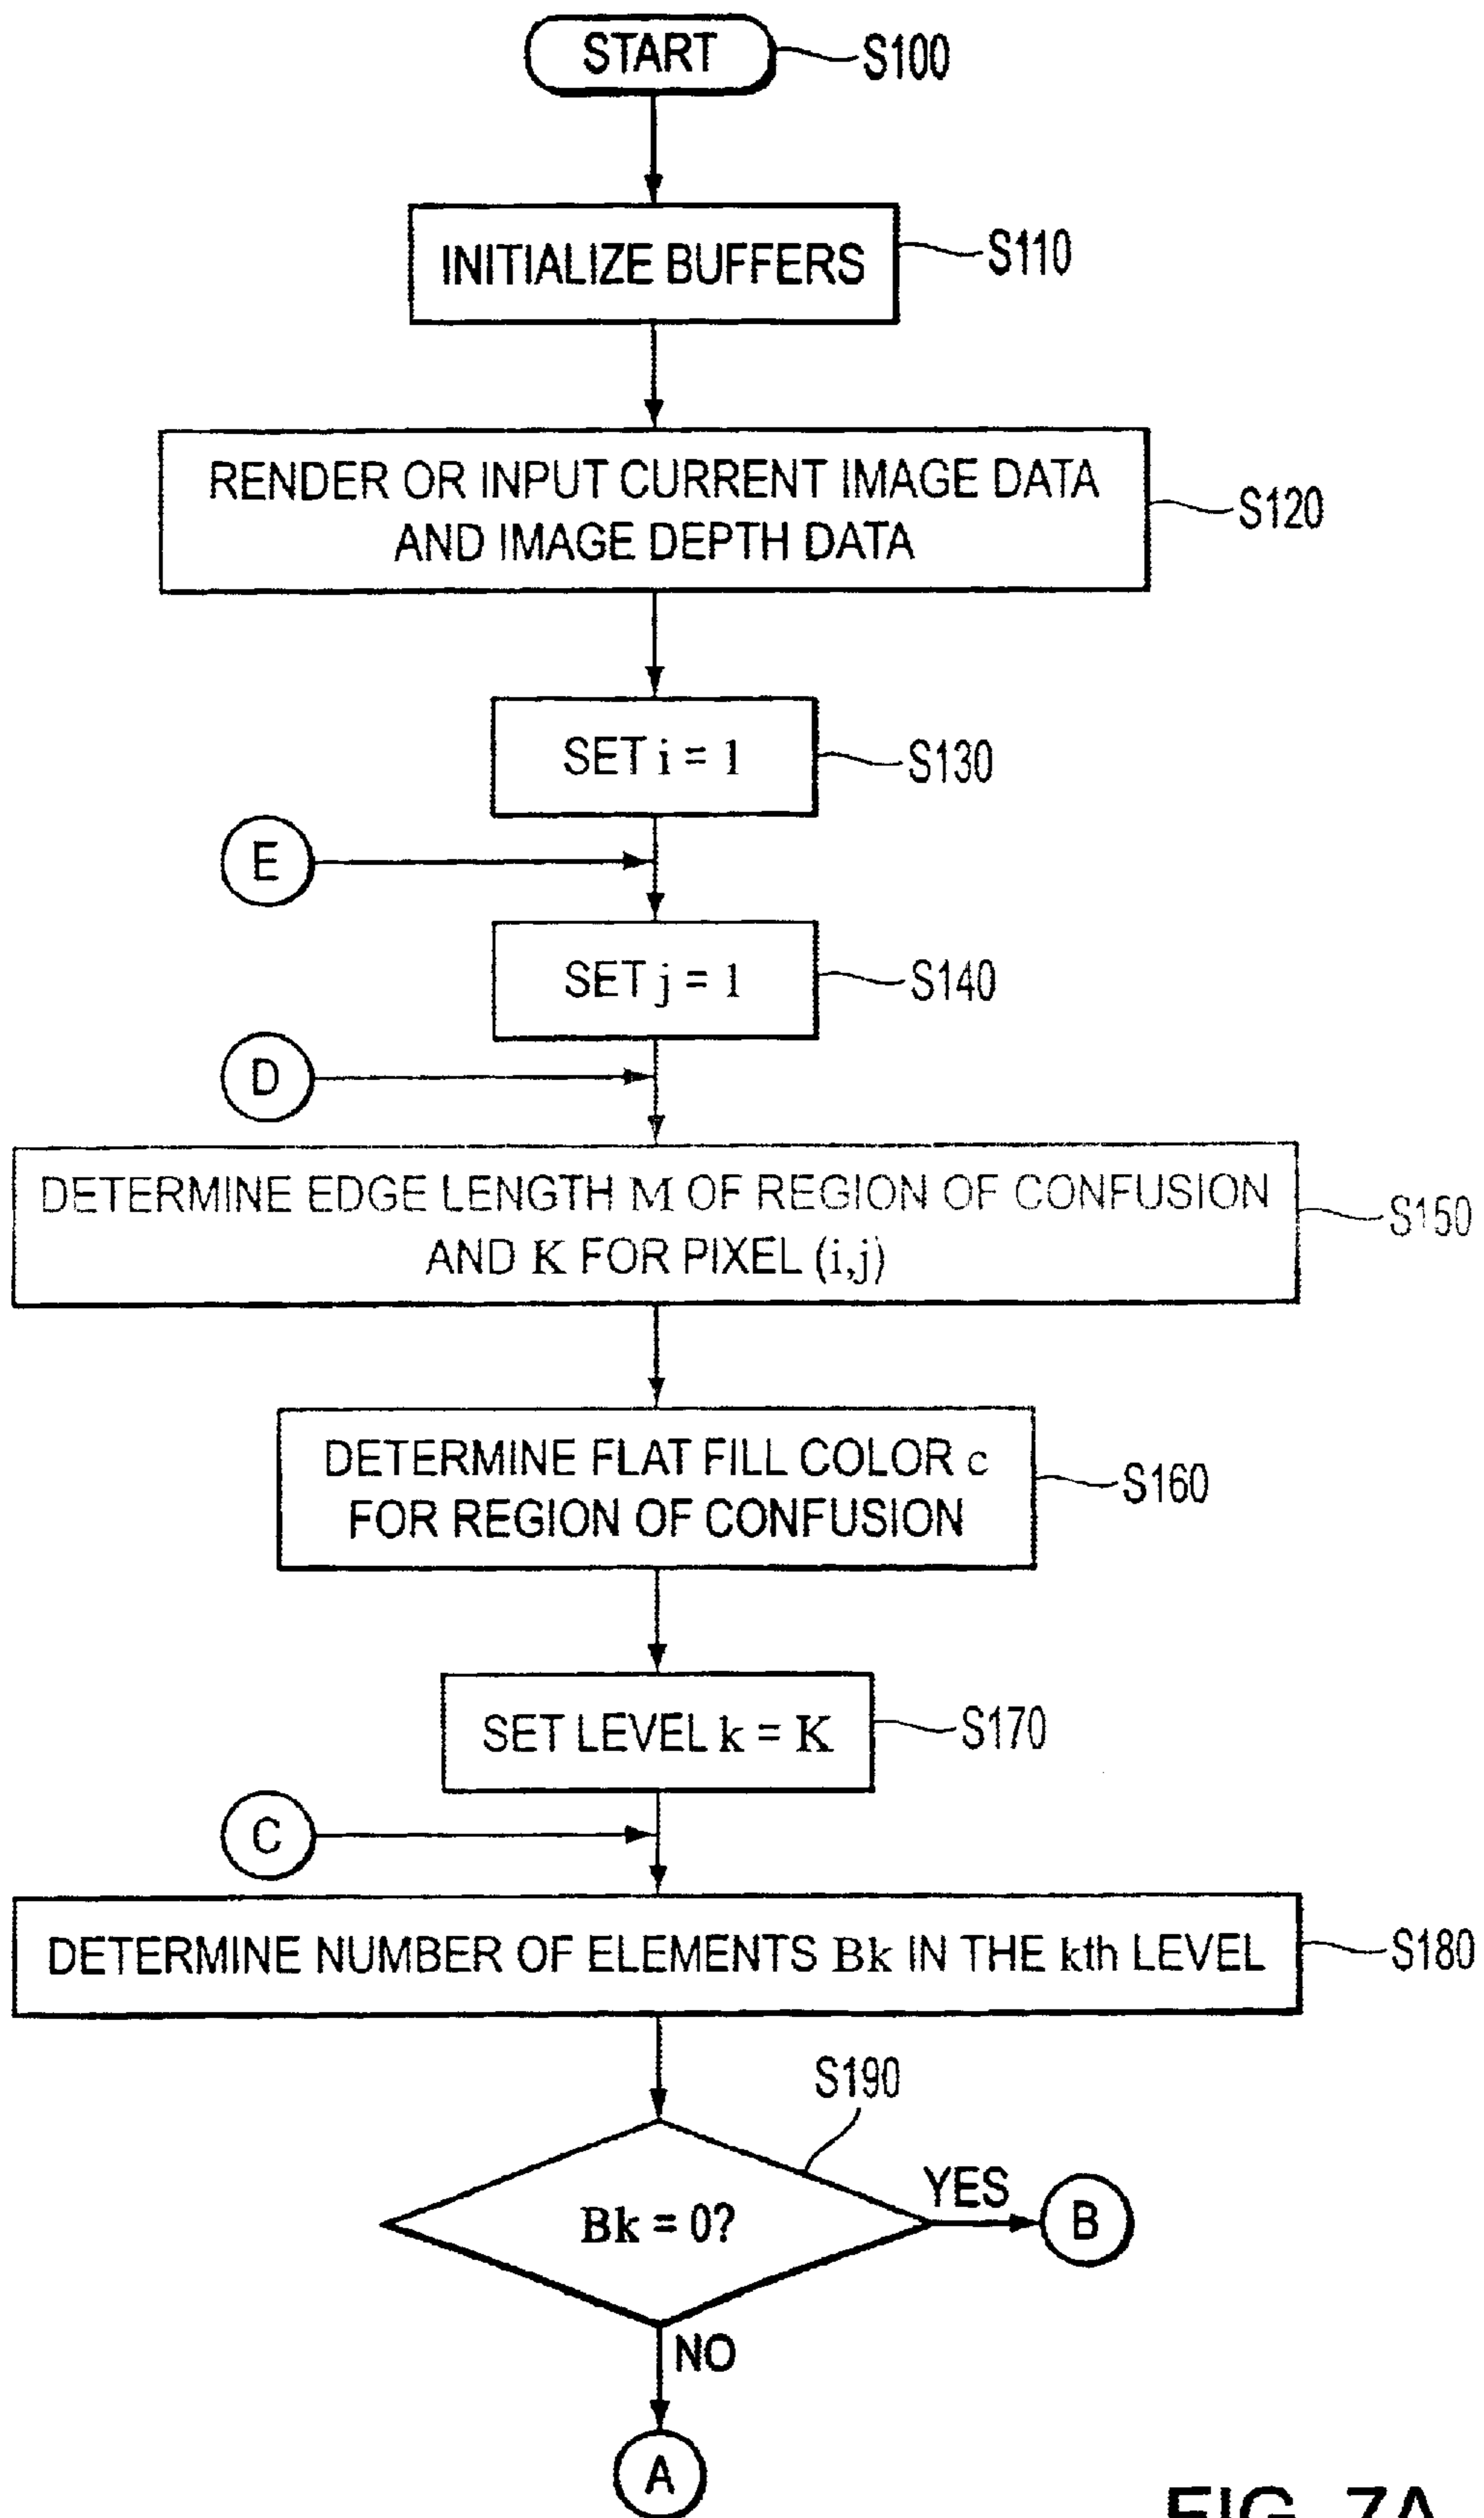 START
S100
INITIALIZE BUFFERS
S110
RENDER OR INPUT CURRENT IMAGE DATA
AND IMAGE DEPTH DATA
S120
SET i = 1
S130
E
SET j = 1
S140
D
DETERMINE EDGE LENGTH M OF REGION OF CONFUSION
AND K FOR PIXEL (i,j)
S150
DETERMINE FLAT FILL COLOR c
FOR REGION OF CONFUSION
S160
SET LEVEL k = K
S170
C
DETERMINE NUMBER OF ELEMENTS Bk IN THE kth LEVEL
S180
S190
Bk = 0?
YES
B
NO
A
FIG. 7A